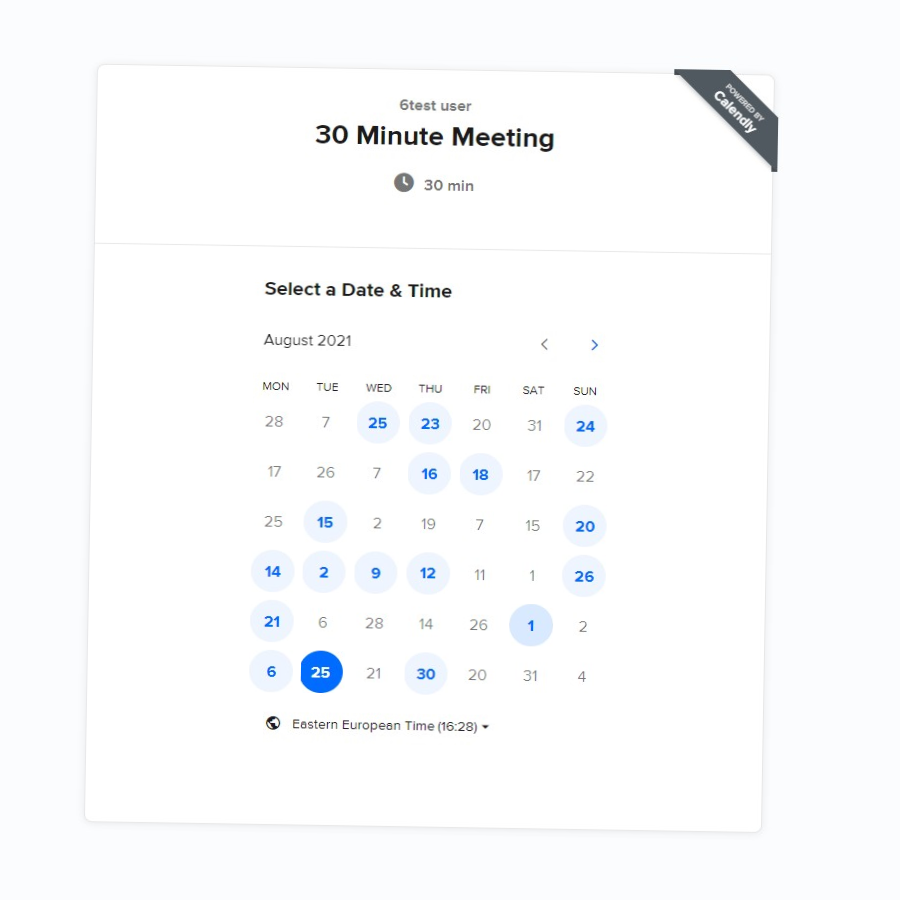 POWERED BY
Calendly
6test user
30 Minute Meeting
30 min
Select a Date & Time
August 2021
MON TUE WED THU FRI SAT SUN
28 7 25 23 20 31 24
17 26 7 16 18 17 22
25 15 2 19 7 15 20
14 2 9 12 11 1 26
21 6 28 14 26 1 2
6 25 21 30 20 31 4
Eastern European Time (16:28)